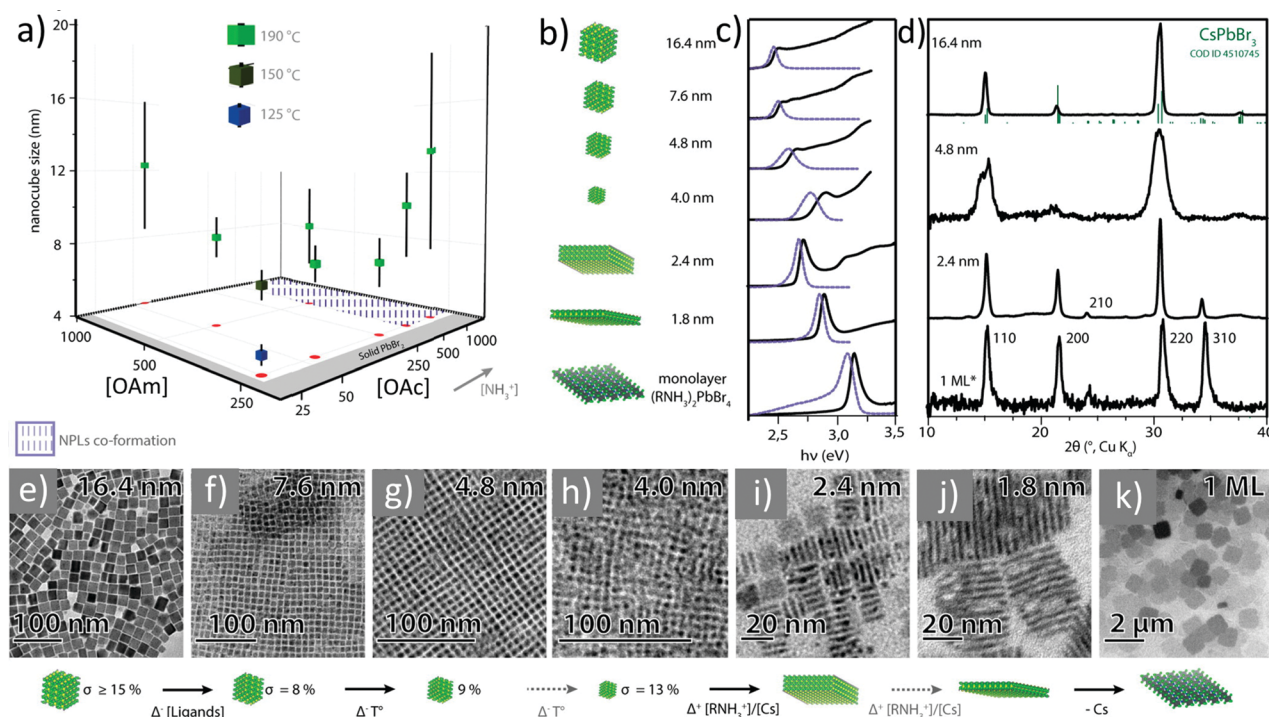 a)
20
16
12
8
4
nanocube size (nm)
190 °C
150 °C
125 °C
1000
500
250
[OAm]
25
50
250
500
1000
[OAc]
Solid PbBr₃
[NH₃⁺]
NPLs co-formation
b)
16.4 nm
7.6 nm
4.8 nm
4.0 nm
2.4 nm
1.8 nm
monolayer
(RNH₃)₂PbBr₄
c)
2,5
3,0
3,5
hν (eV)
d)
16.4 nm
CsPbBr₃
COD ID 4510745
4.8 nm
2.4 nm
210
110
200
220
310
1 ML*
10
20
30
40
2θ (°, Cu Kα)
e)
16.4 nm
100 nm
f)
7.6 nm
100 nm
g)
4.8 nm
100 nm
h)
4.0 nm
100 nm
i)
2.4 nm
20 nm
j)
1.8 nm
20 nm
k)
1 ML
2 µm
σ ≥ 15 %
Δ⁻ [Ligands]
σ = 8 %
Δ⁻ T°
9 %
Δ⁻ T°
σ = 13 %
Δ⁺ [RNH₃⁺]/[Cs]
Δ⁺ [RNH₃⁺]/[Cs]
- Cs